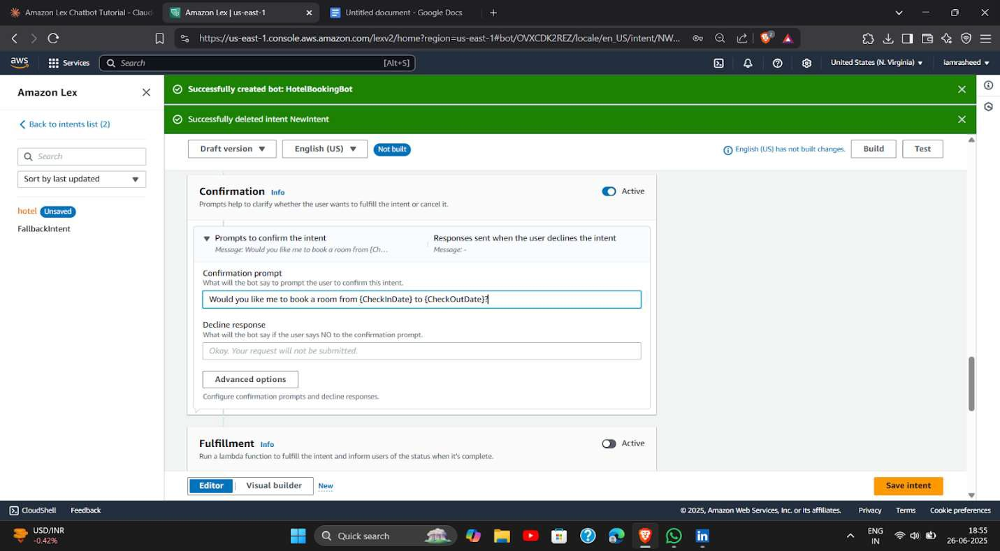 Amazon Lex Chatbot Tutorial - Claud
Amazon Lex | us-east-1
Untitled document - Google Docs
https://us-east-1.console.aws.amazon.com/lexv2/home?region=us-east-1#bot/OVXCDK2REZ/locale/en_US/intent/NW...
2
aws
Services
Search
[Alt+S]
United States (N. Virginia)
iamrasheed
Amazon Lex
Back to intents list (2)
Search
Sort by last updated
hotel Unsaved
FallbackIntent
Successfully created bot: HotelBookingBot
Successfully deleted intent NewIntent
Draft version
English (US)
Not built
English (US) has not built changes.
Build
Test
Confirmation Info
Active
Prompts help to clarify whether the user wants to fulfill the intent or cancel it.
Prompts to confirm the intent
Message: Would you like me to book a room from {Ch...
Responses sent when the user declines the intent
Message: -
Confirmation prompt
What will the bot say to prompt the user to confirm this intent.
Would you like me to book a room from {CheckInDate} to {CheckOutDate}?
Decline response
What will the bot say if the user says NO to the confirmation prompt.
Okay. Your request will not be submitted.
Advanced options
Configure confirmation prompts and decline responses.
Fulfillment Info
Active
Run a lambda function to fulfill the intent and inform users of the status when it's complete.
Editor
Visual builder
New
Save intent
CloudShell
Feedback
© 2025, Amazon Web Services, Inc. or its affiliates.
Privacy
Terms
Cookie preferences
USD/INR
-0.42%
Quick search
ENG
IN
18:55
26-06-2025